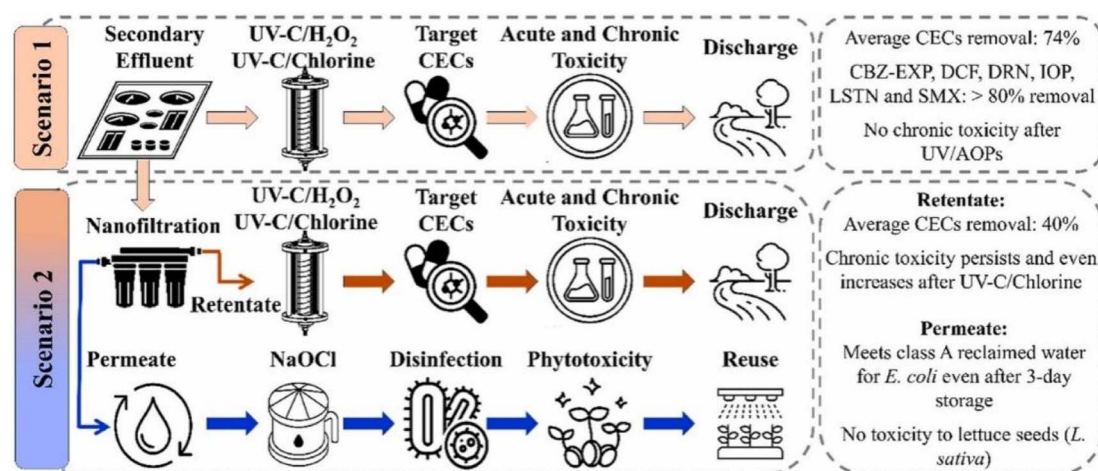 Scenario 1
Secondary
Effluent
UV-C/H₂O₂
UV-C/Chlorine
Target
CECs
Acute and Chronic
Toxicity
Discharge
Average CECs removal: 74%
CBZ-EXP, DCF, DRN, IOP,
LSTN and SMX: > 80% removal
No chronic toxicity after
UV/AOPs
Scenario 2
Nanofiltration
Retentate
UV-C/H₂O₂
UV-C/Chlorine
Target
CECs
Acute and Chronic
Toxicity
Discharge
Permeate
NaOCl
Disinfection
Phytotoxicity
Reuse
Retentate:
Average CECs removal: 40%
Chronic toxicity persists and even
increases after UV-C/Chlorine
Permeate:
Meets class A reclaimed water
for E. coli even after 3-day
storage
No toxicity to lettuce seeds (L.
sativa)